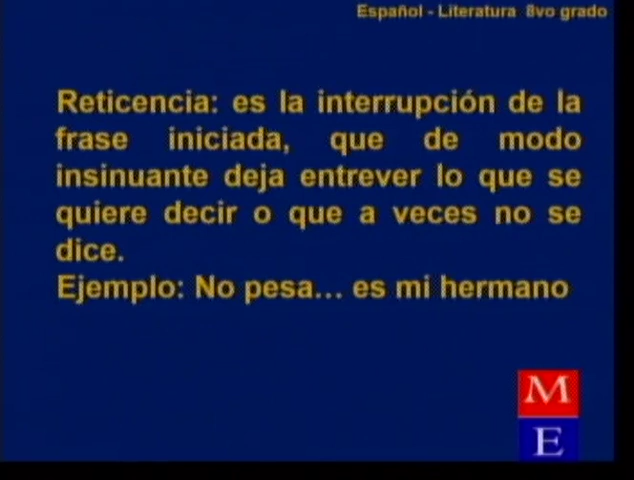 Español - Literatura 8vo grado
Reticencia: es la interrupción de la
frase iniciada, que de modo
insinuante deja entrever lo que se
quiere decir o que a veces no se
dice.
Ejemplo: No pesa... es mi hermano
M
E